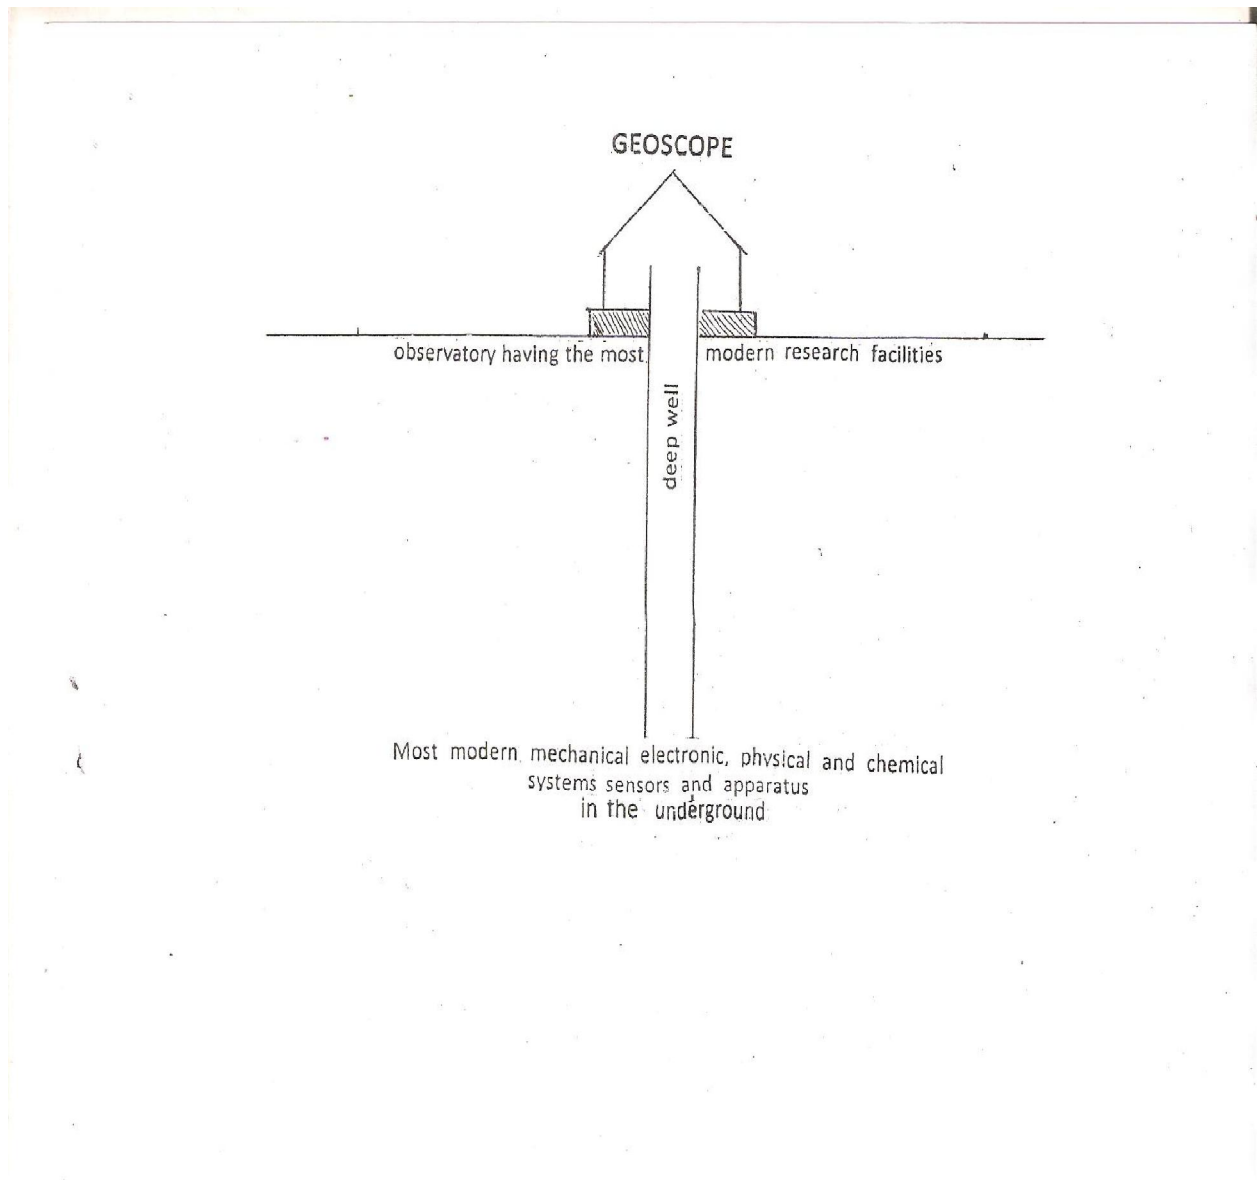 GEOSCOPE
observatory having the most modern research facilities
deep well
Most modern mechanical electronic, physical and chemical
systems sensors and apparatus
in the underground